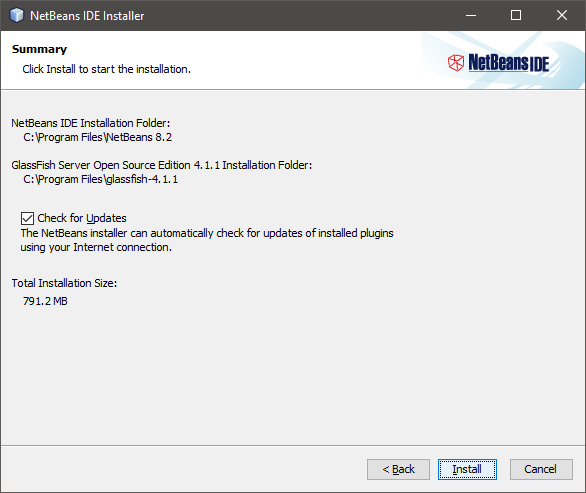 NetBeans IDE Installer
Summary
Click Install to start the installation.
NetBeans IDE
NetBeans IDE Installation Folder:
C:\Program Files\NetBeans 8.2
GlassFish Server Open Source Edition 4.1.1 Installation Folder:
C:\Program Files\glassfish-4.1.1
Check for Updates
The NetBeans installer can automatically check for updates of installed plugins
using your Internet connection.
Total Installation Size:
791.2 MB
< Back Install Cancel